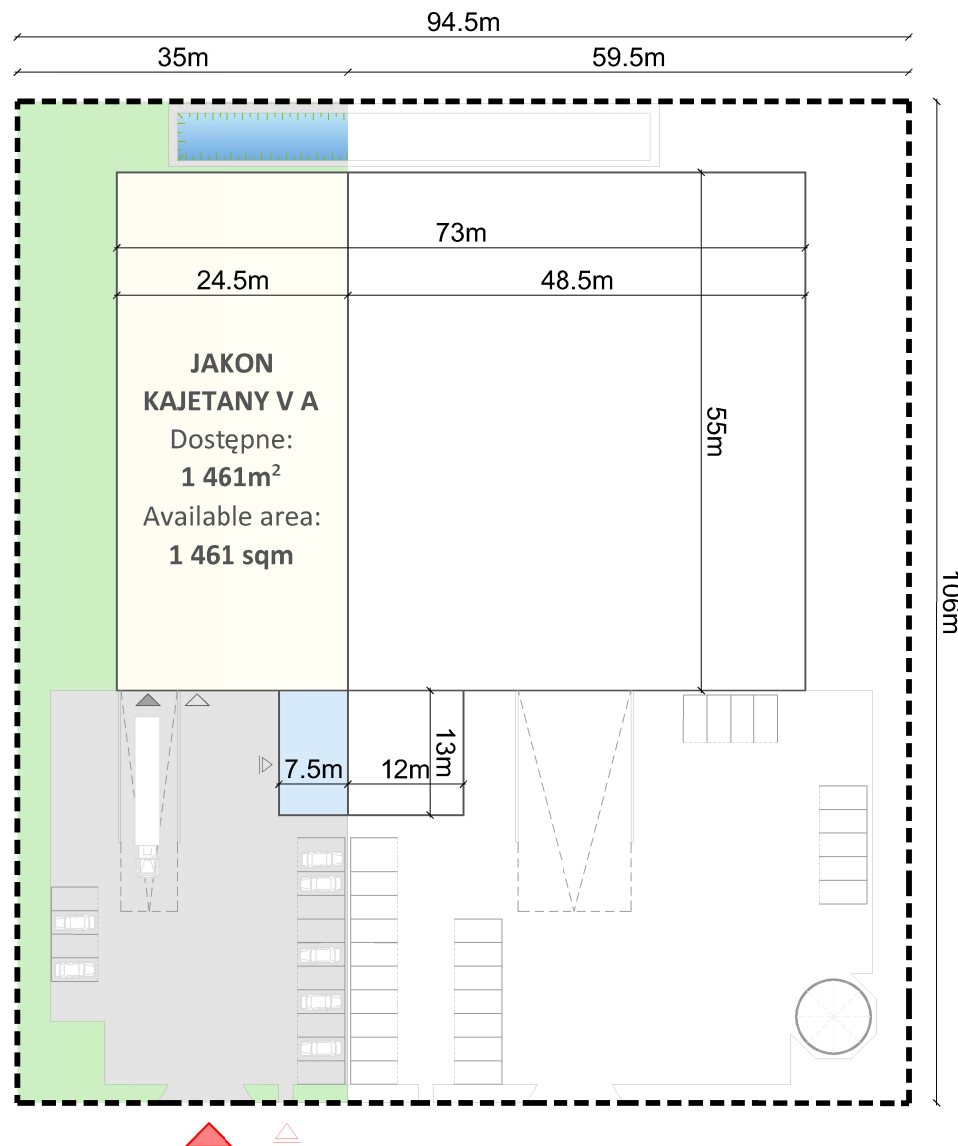 94.5m
35m
59.5m
73m
24.5m
48.5m
JAKON
KAJETANY V A
Dostępne:
1 461m²
Available area:
1 461 sqm
55m
106m
7.5m
12m
13m